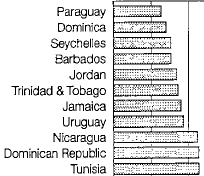 Paraguay
Dominica
Seychelles
Barbados
Jordan
Trinidad & Tobago
Jamaica
Uruguay
Nicaragua
Dominican Republic
Tunisia